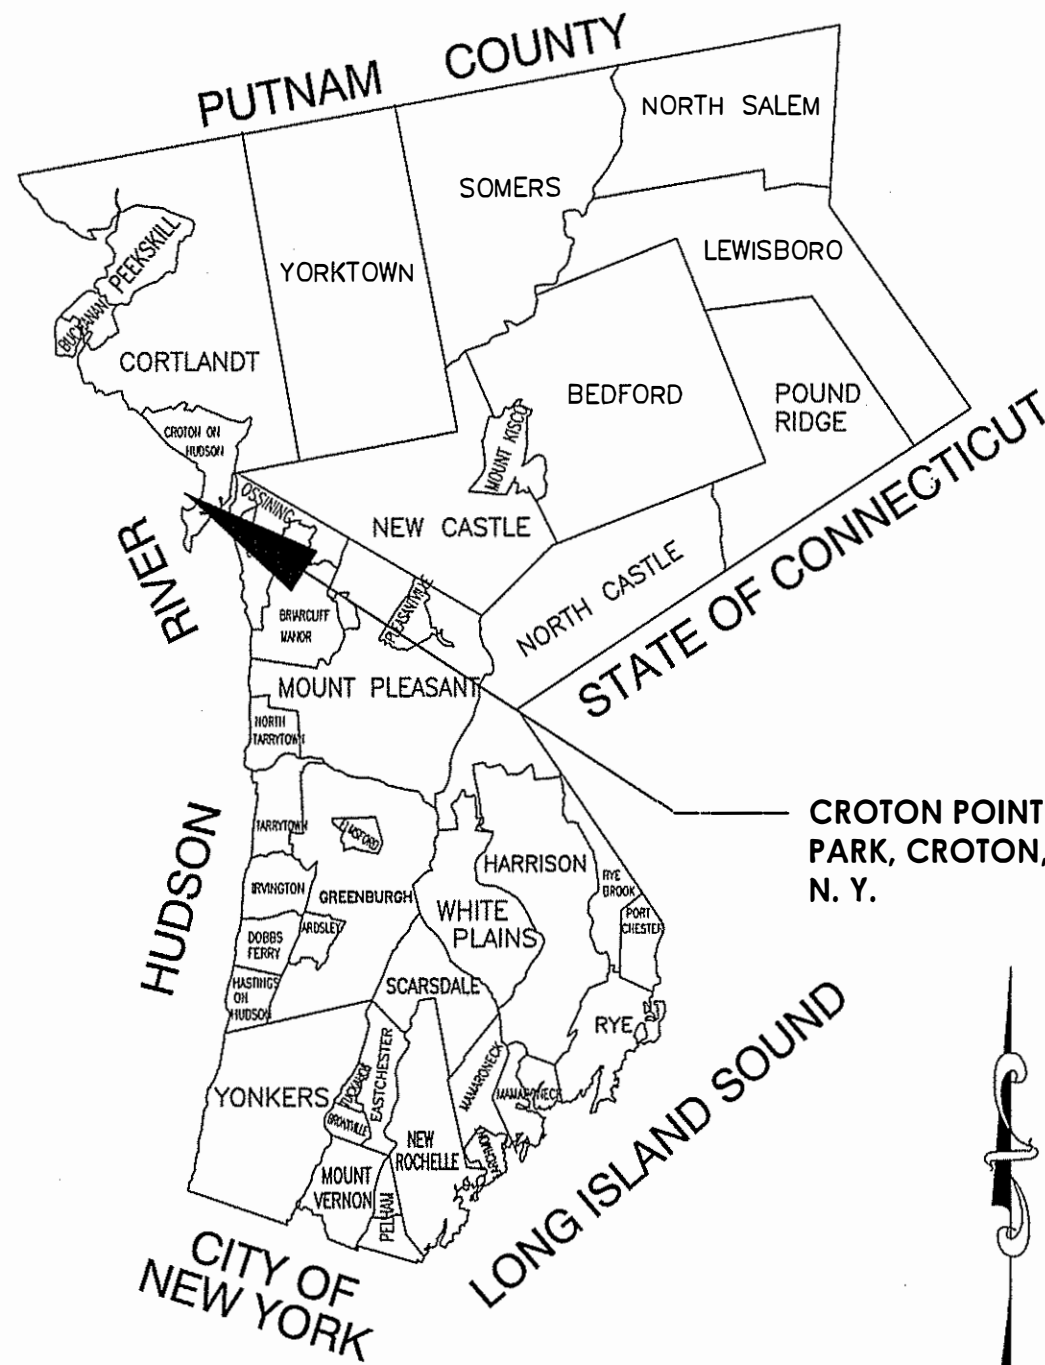 PUTNAM COUNTY
NORTH SALEM
SOMERS
PEEKSKILL
YORKTOWN
LEWISBORO
BUCHANAN
CORTLANDT
BEDFORD
POUND
RIDGE
CROTON ON
HUDSON
MOUNT KISCO
OSSINING
NEW CASTLE
STATE OF CONNECTICUT
NORTH CASTLE
HUDSON RIVER
BRIARCLIFF
MANOR
PLEASANTVILLE
MOUNT PLEASANT
NORTH
TARRYTOWN
CROTON POINT
PARK, CROTON,
N. Y.
TARRYTOWN
ELMSFORD
HARRISON
RYE
BROOK
IRVINGTON
GREENBURGH
WHITE
PLAINS
PORT
CHESTER
ARDSLEY
DOBBS
FERRY
SCARSDALE
HASTINGS
ON
HUDSON
RYE
YONKERS
TUCKAHOE
EASTCHESTER
MAMARONECK
MAMARONECK
BRONXVILLE
NEW
ROCHELLE
LARCHMONT
MOUNT
VERNON
PELHAM
LONG ISLAND SOUND
CITY OF
NEW YORK